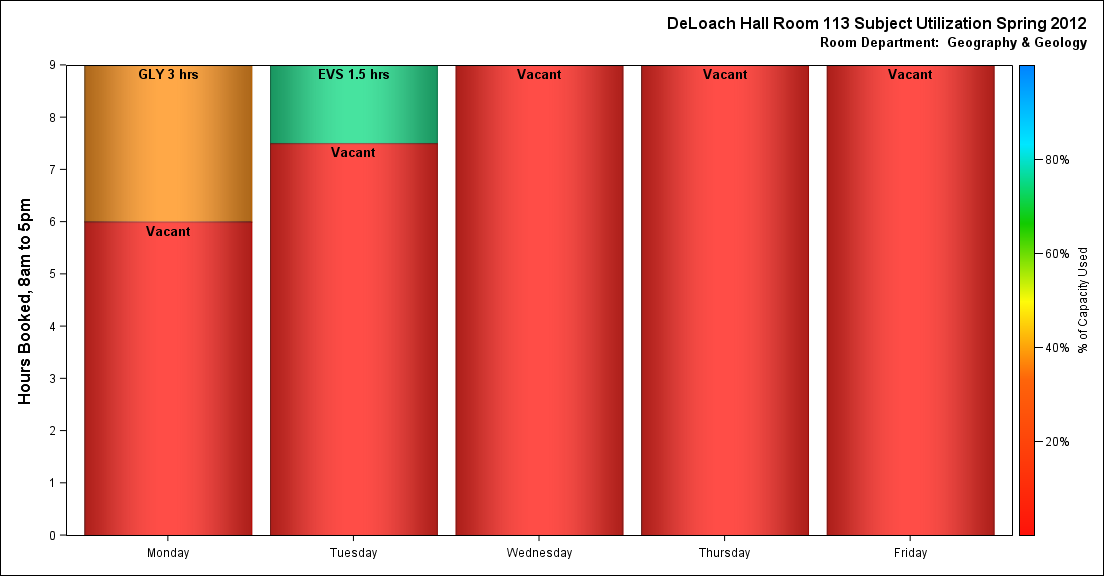 DeLoach Hall Room 113 Subject Utilization Spring 2012
Room Department:  Geography & Geology
Hours Booked, 8am to 5pm
9
8
7
6
5
4
3
2
1
0
GLY 3 hrs
Vacant
EVS 1.5 hrs
Vacant
Vacant
Vacant
Vacant
Monday
Tuesday
Wednesday
Thursday
Friday
80%
60%
40%
20%
% of Capacity Used